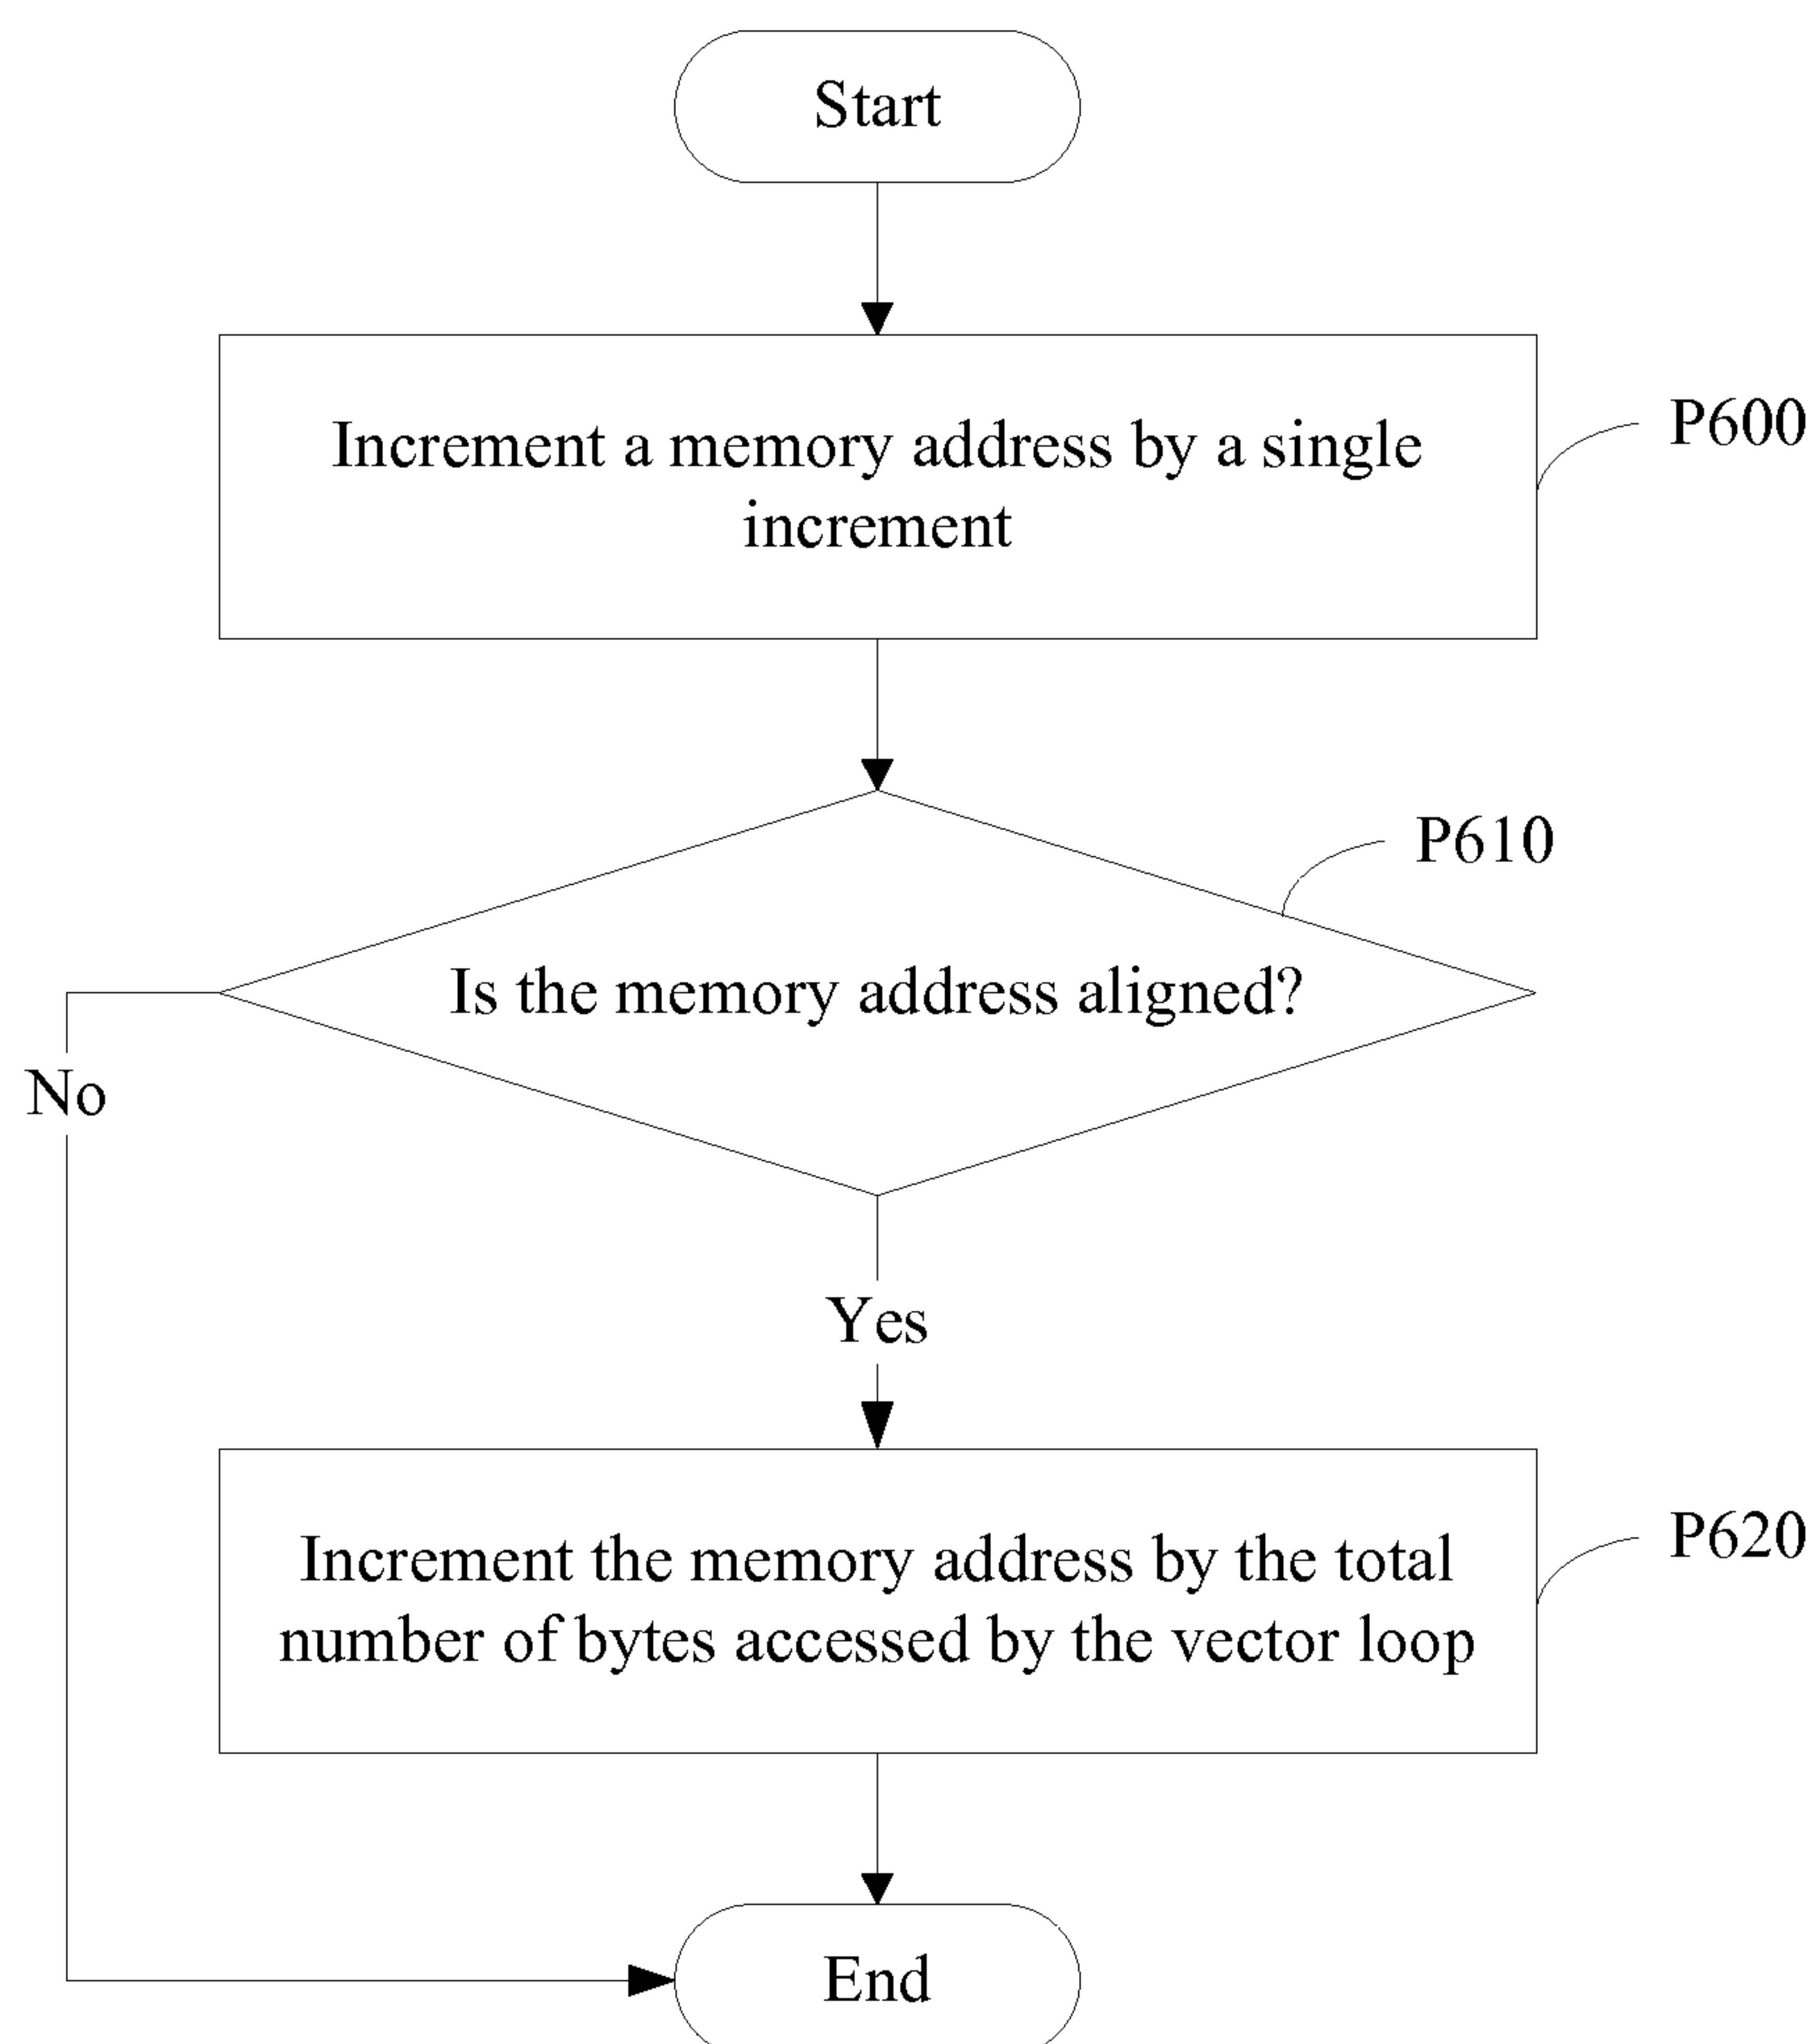 Start
Increment a memory address by a single
increment
P600
P610
Is the memory address aligned?
No
Yes
Increment the memory address by the total
number of bytes accessed by the vector loop
P620
End